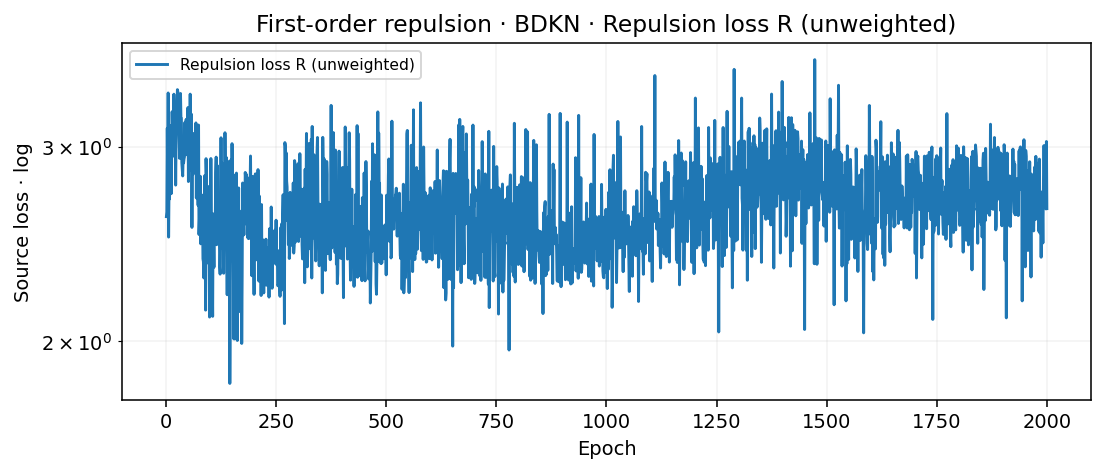 First-order repulsion · BDKN · Repulsion loss R (unweighted)
Repulsion loss R (unweighted)
Source loss · log
3 × 10⁰
2 × 10⁰
0 250 500 750 1000 1250 1500 1750 2000
Epoch